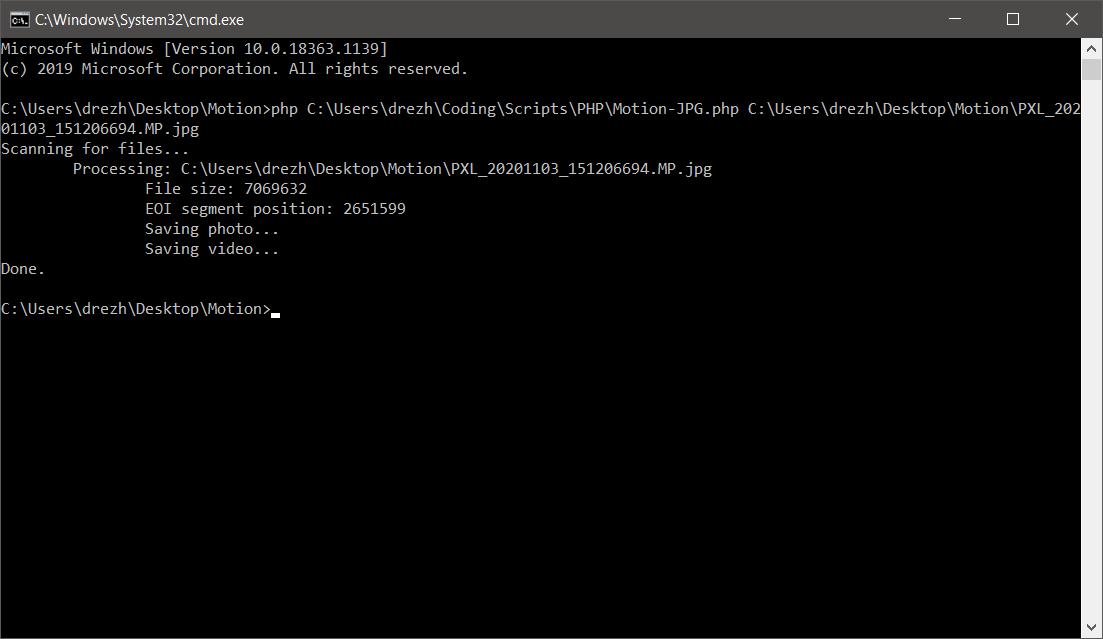 C:\Windows\System32\cmd.exe
Microsoft Windows [Version 10.0.18363.1139]
(c) 2019 Microsoft Corporation. All rights reserved.
C:\Users\drezh\Desktop\Motion>php C:\Users\drezh\Coding\Scripts\PHP\Motion-JPG.php C:\Users\drezh\Desktop\Motion\PXL_202
01103_151206694.MP.jpg
Scanning for files...
Processing: C:\Users\drezh\Desktop\Motion\PXL_20201103_151206694.MP.jpg
File size: 7069632
EOI segment position: 2651599
Saving photo...
Saving video...
Done.
C:\Users\drezh\Desktop\Motion>